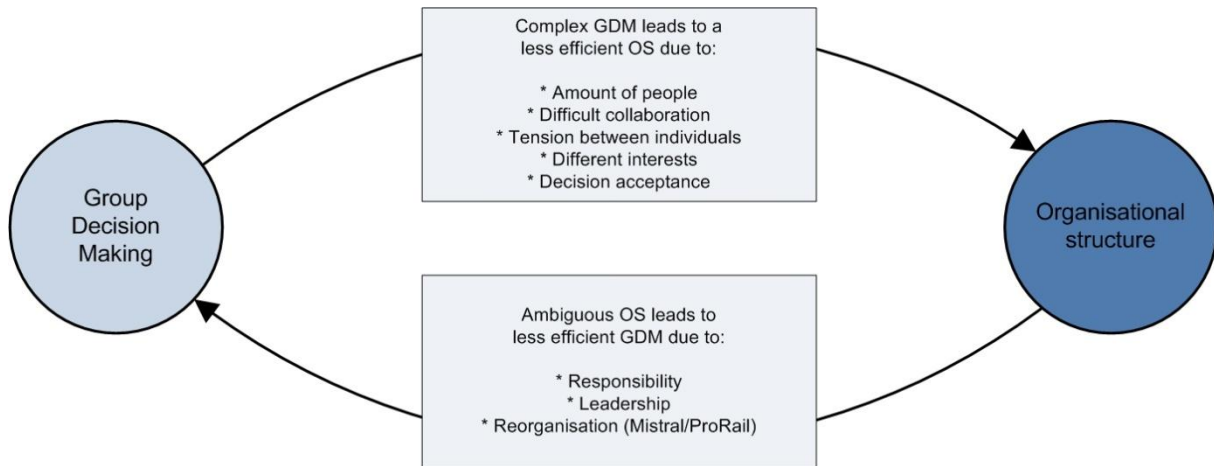 Complex GDM leads to a
less efficient OS due to:
* Amount of people
* Difficult collaboration
* Tension between individuals
* Different interests
* Decision acceptance
Group
Decision
Making
Organisational
structure
Ambiguous OS leads to
less efficient GDM due to:
* Responsibility
* Leadership
* Reorganisation (Mistral/ProRail)